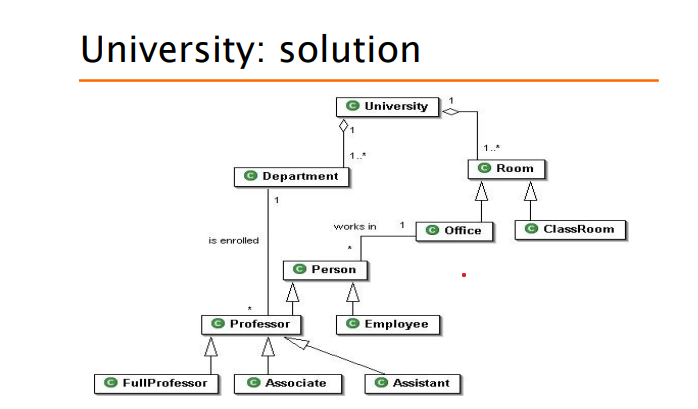 University: solution
C University
1
1
1..*
1..*
C Department
C Room
1
works in
1
C Office
C ClassRoom
is enrolled
*
C Person
*
C Professor
C Employee
C FullProfessor
C Associate
C Assistant